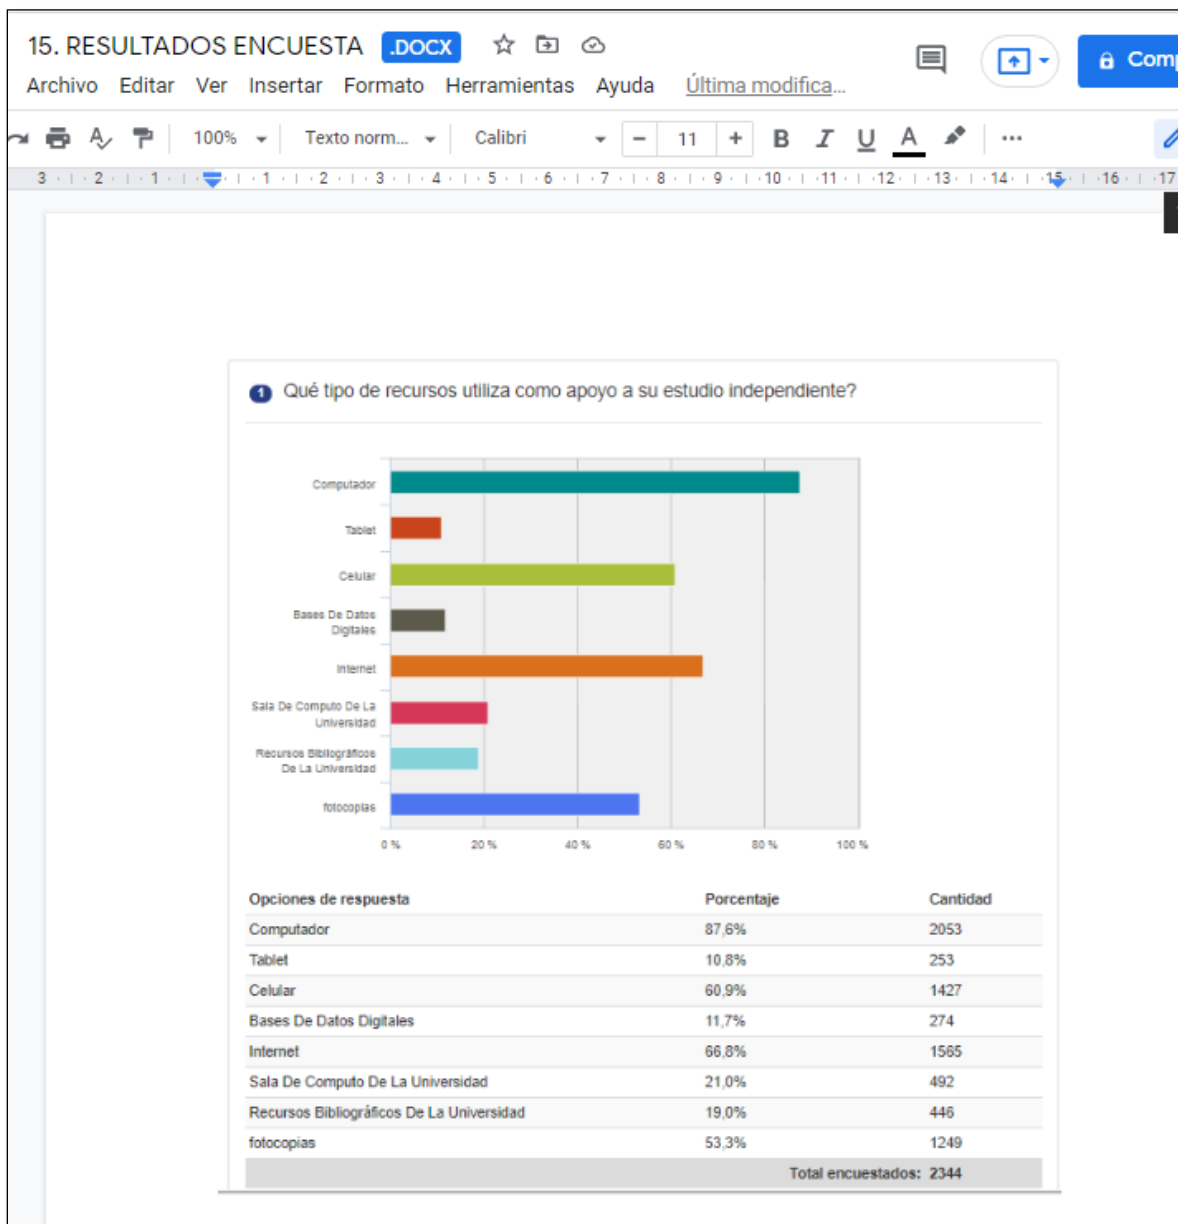 15. RESULTADOS ENCUESTA .DOCX
Archivo Editar Ver Insertar Formato Herramientas Ayuda Última modifica...
100% Texto norm... Calibri − 11 + B I U A ...
3 2 1 1 2 3 4 5 6 7 8 9 10 11 12 13 14 15 16 17
1 Qué tipo de recursos utiliza como apoyo a su estudio independiente?
Computador
Tablet
Celular
Bases De Datos
Digitales
Internet
Sala De Computo De La
Universidad
Recursos Bibliográficos
De La Universidad
fotocopias
0 % 20 % 40 % 60 % 80 % 100 %
Opciones de respuesta Porcentaje Cantidad
Computador 87,6% 2053
Tablet 10,8% 253
Celular 60,9% 1427
Bases De Datos Digitales 11,7% 274
Internet 66,8% 1565
Sala De Computo De La Universidad 21,0% 492
Recursos Bibliográficos De La Universidad 19,0% 446
fotocopias 53,3% 1249
Total encuestados: 2344